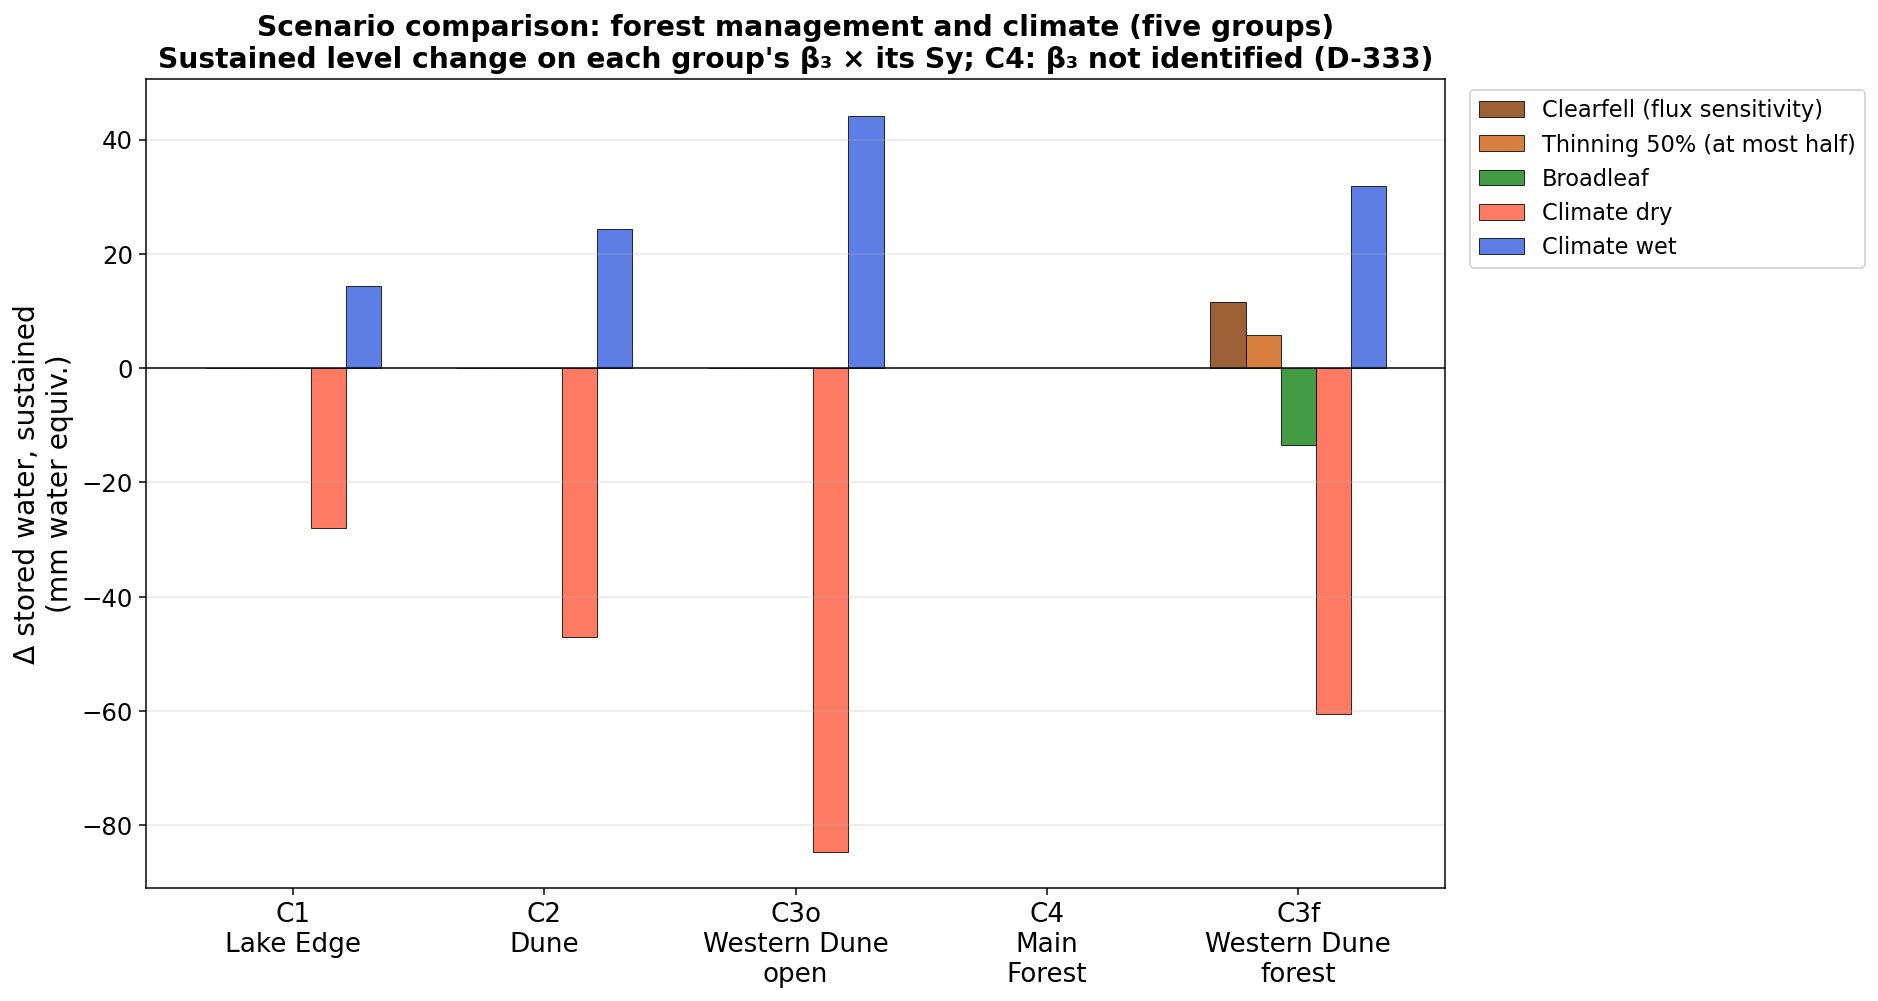 Scenario comparison: forest management and climate (five groups)
Sustained level change on each group's β₃ × its Sy; C4: β₃ not identified (D-333)
Clearfell (flux sensitivity)
Thinning 50% (at most half)
Broadleaf
Climate dry
Climate wet
Δ stored water, sustained
(mm water equiv.)
40
20
0
−20
−40
−60
−80
C1
Lake Edge
C2
Dune
C3o
Western Dune
open
C4
Main
Forest
C3f
Western Dune
forest